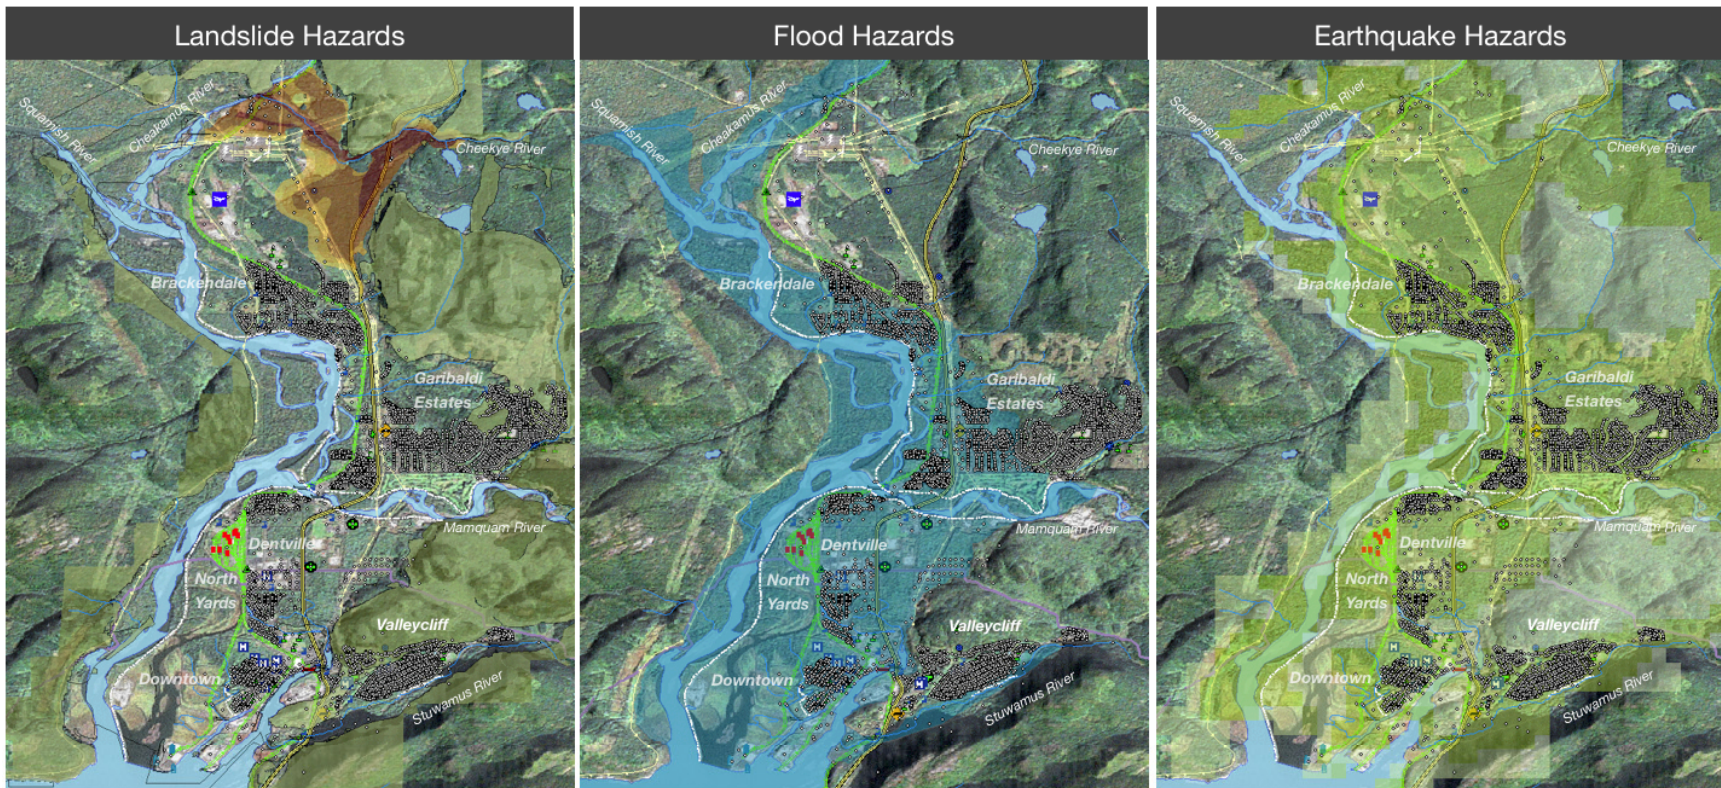 Landslide Hazards
Squamish River
Cheakamus River
Cheekye River
Brackendale
Garibaldi
Estates
Mamquam River
Dentville
North
Yards
Valleycliff
Downtown
Stuwamus River
Flood Hazards
Squamish River
Cheakamus River
Cheekye River
Brackendale
Garibaldi
Estates
Mamquam River
Dentville
North
Yards
Valleycliff
Downtown
Stuwamus River
Earthquake Hazards
Squamish River
Cheakamus River
Cheekye River
Brackendale
Garibaldi
Estates
Mamquam River
Dentville
North
Yards
Valleycliff
Downtown
Stuwamus River